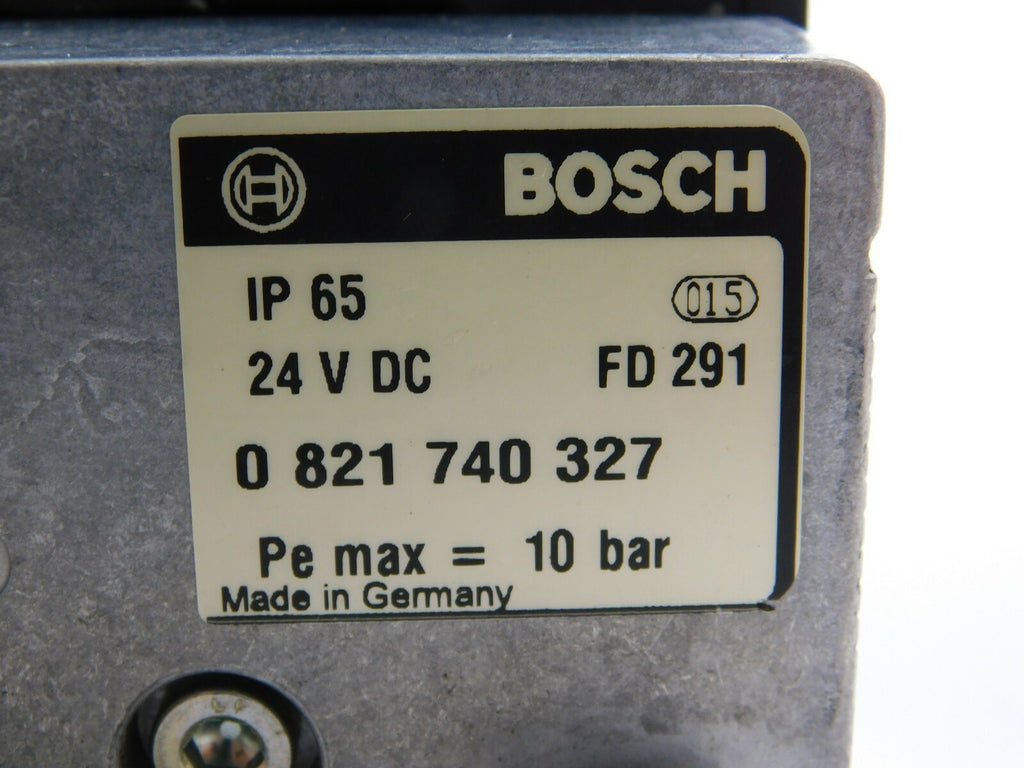 BOSCH
IP 65 015
24 V DC FD 291
0 821 740 327
Pe max = 10 bar
Made in Germany